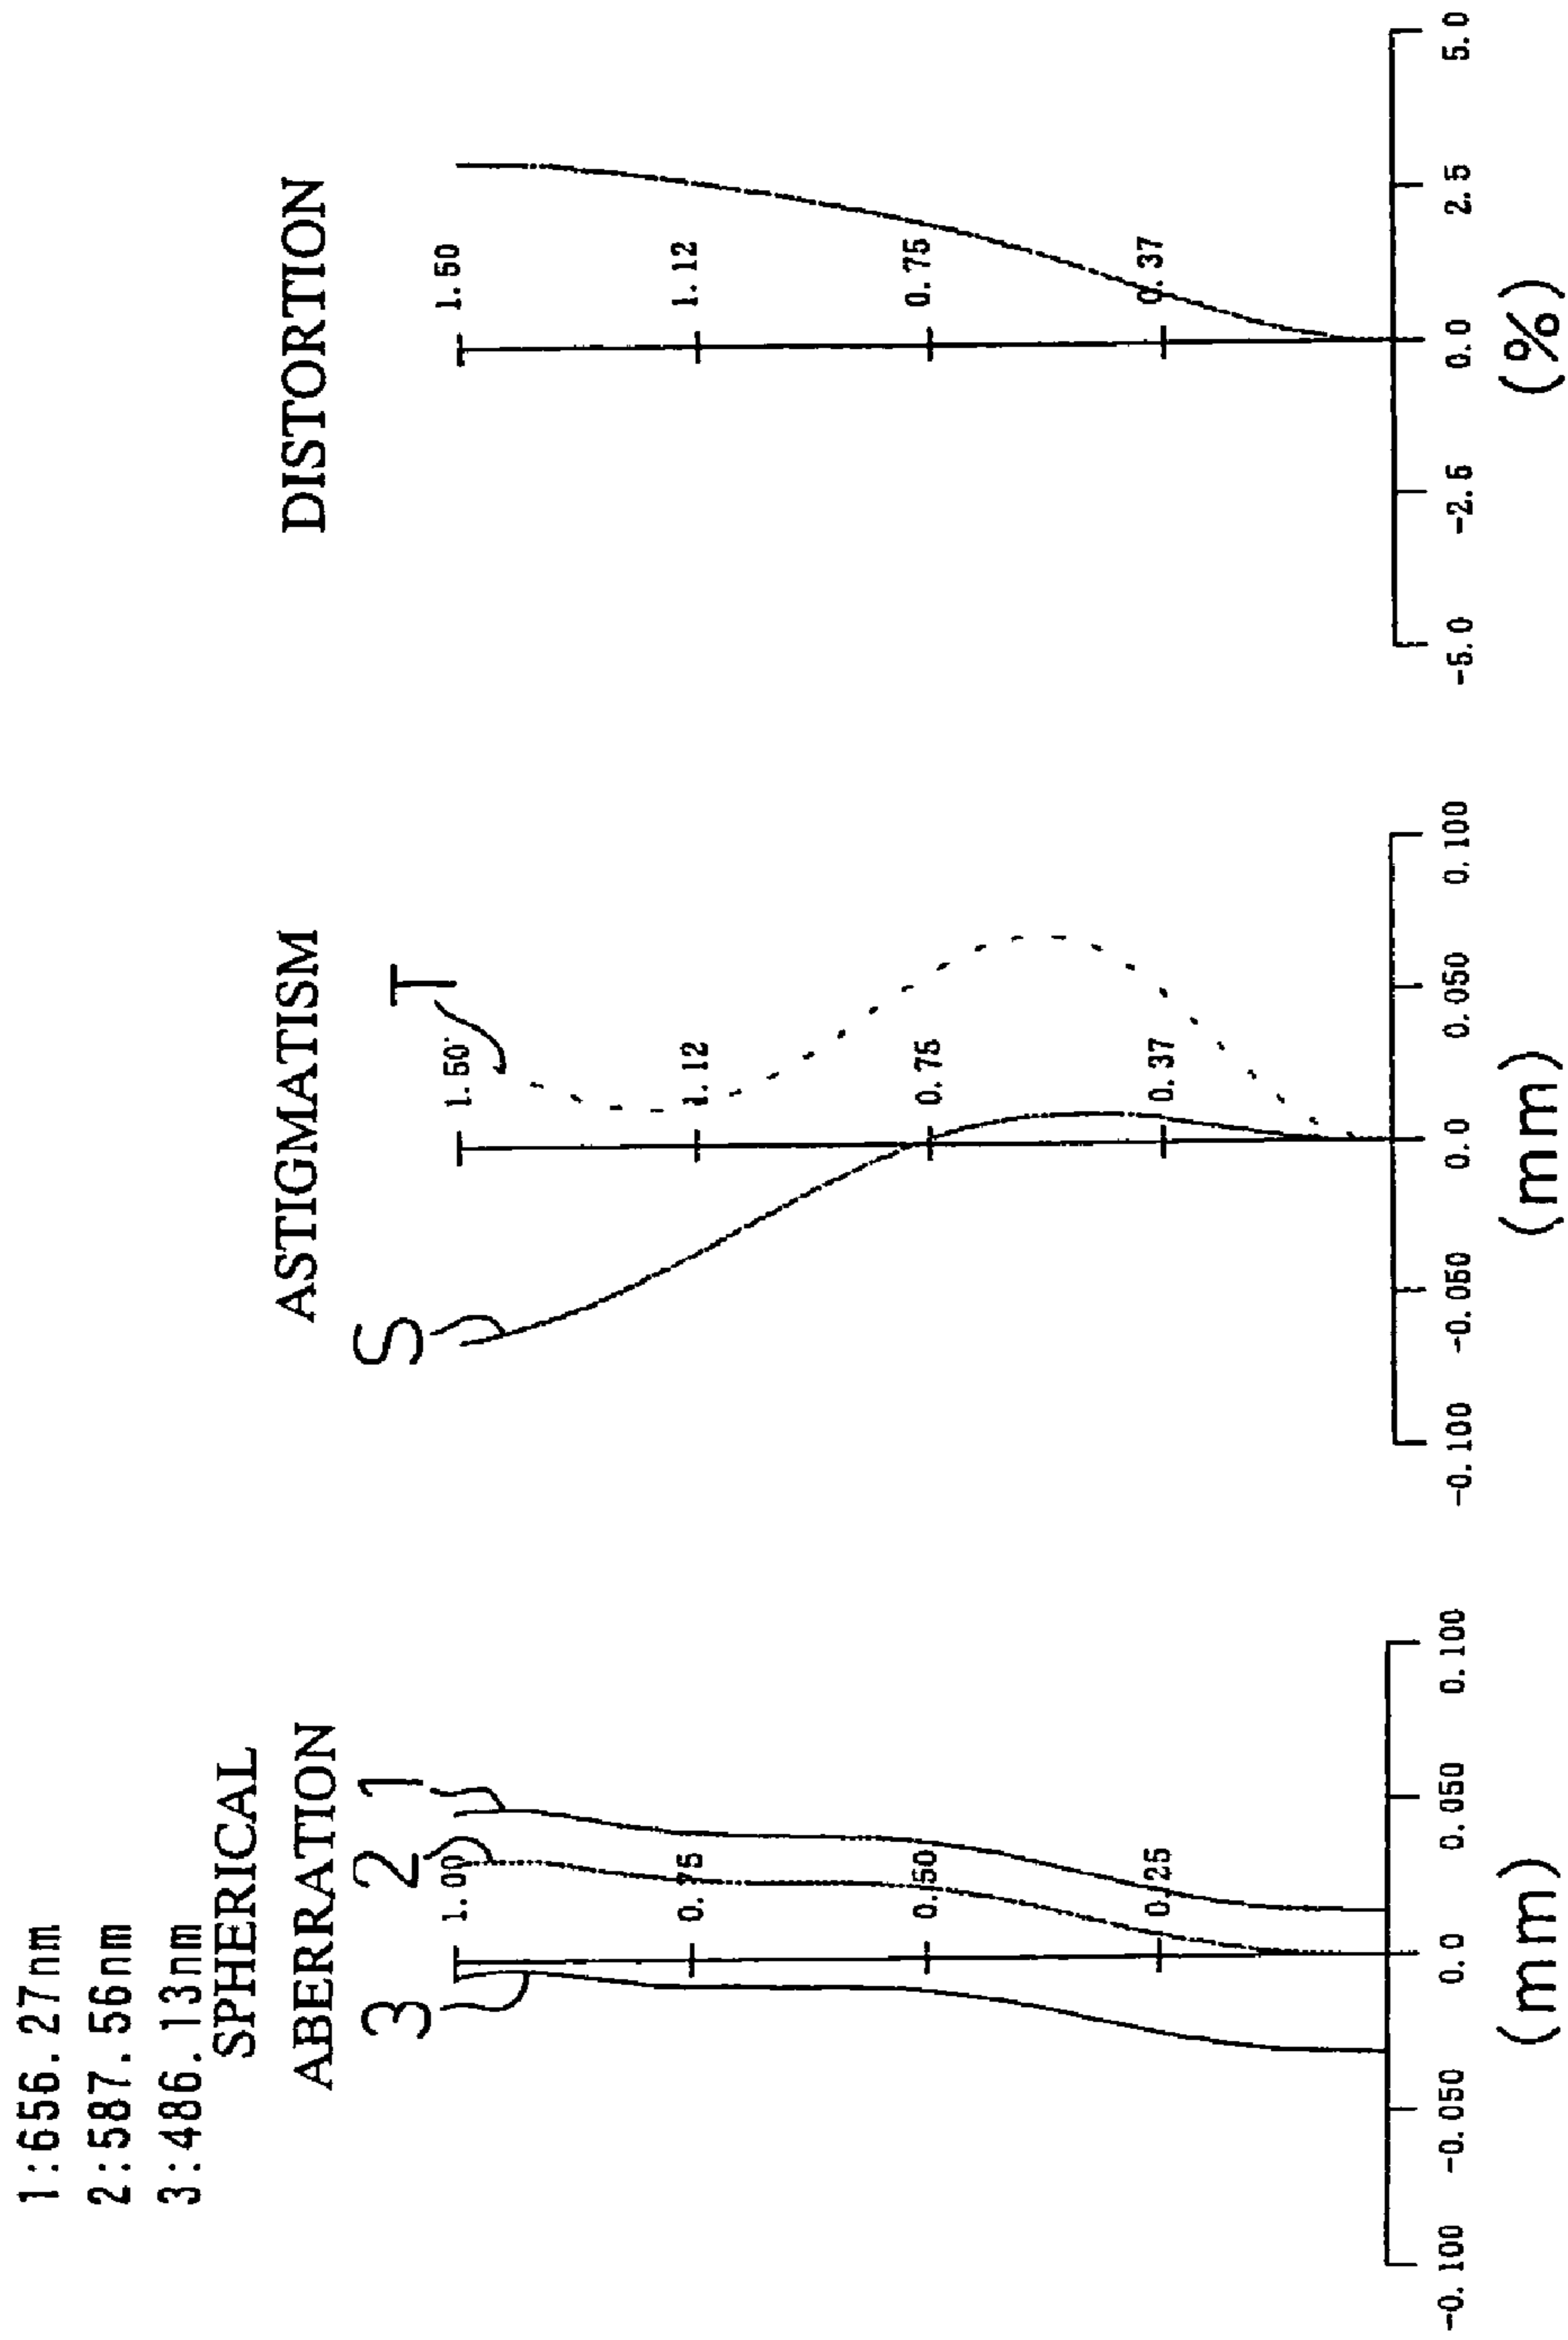 1:656.27nm
2:587.56nm
3:486.13nm
SPHERICAL
ABERRATION
3
2
1
1.00
0.75
0.50
0.25
-0.100
-0.050
0.0
0.050
0.100
(mm)
ASTIGMATISM
S
T
1.50
1.12
0.75
0.37
-0.100
-0.050
0.0
0.050
0.100
(mm)
DISTORTION
1.50
1.12
0.75
0.37
-5.0
-2.5
0.0
2.5
5.0
(%)